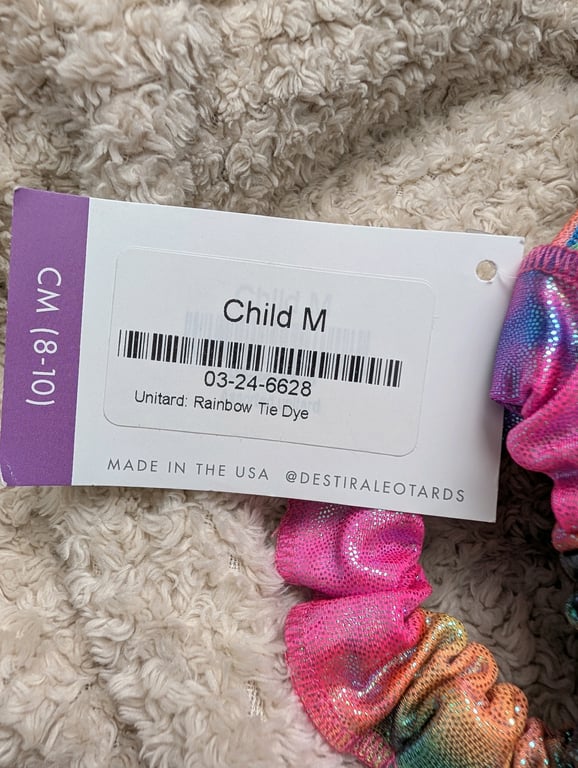 CM (8-10)
Child M
03-24-6628
Unitard: Rainbow Tie Dye
MADE IN THE USA @DESTIRALEOTARDS